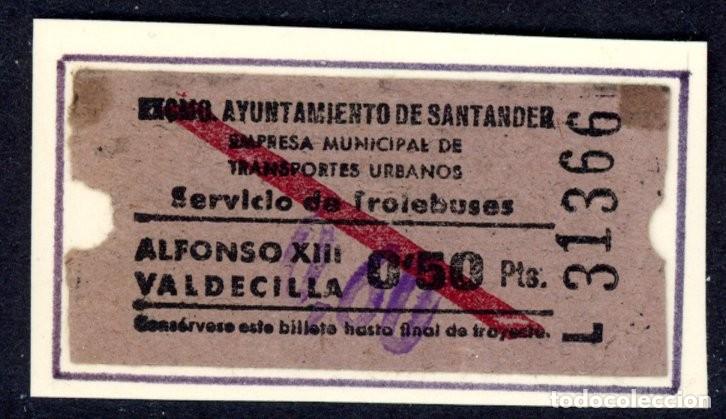 EXCMO. AYUNTAMIENTO DE SANTANDER
EMPRESA MUNICIPAL DE
TRANSPORTES URBANOS
Servicio de Trolebuses
ALFONSO XIII
VALDECILLA
0'50 Pts.
Consérvese este billete hasta final de trayecto.
L 31366
todocoleccion